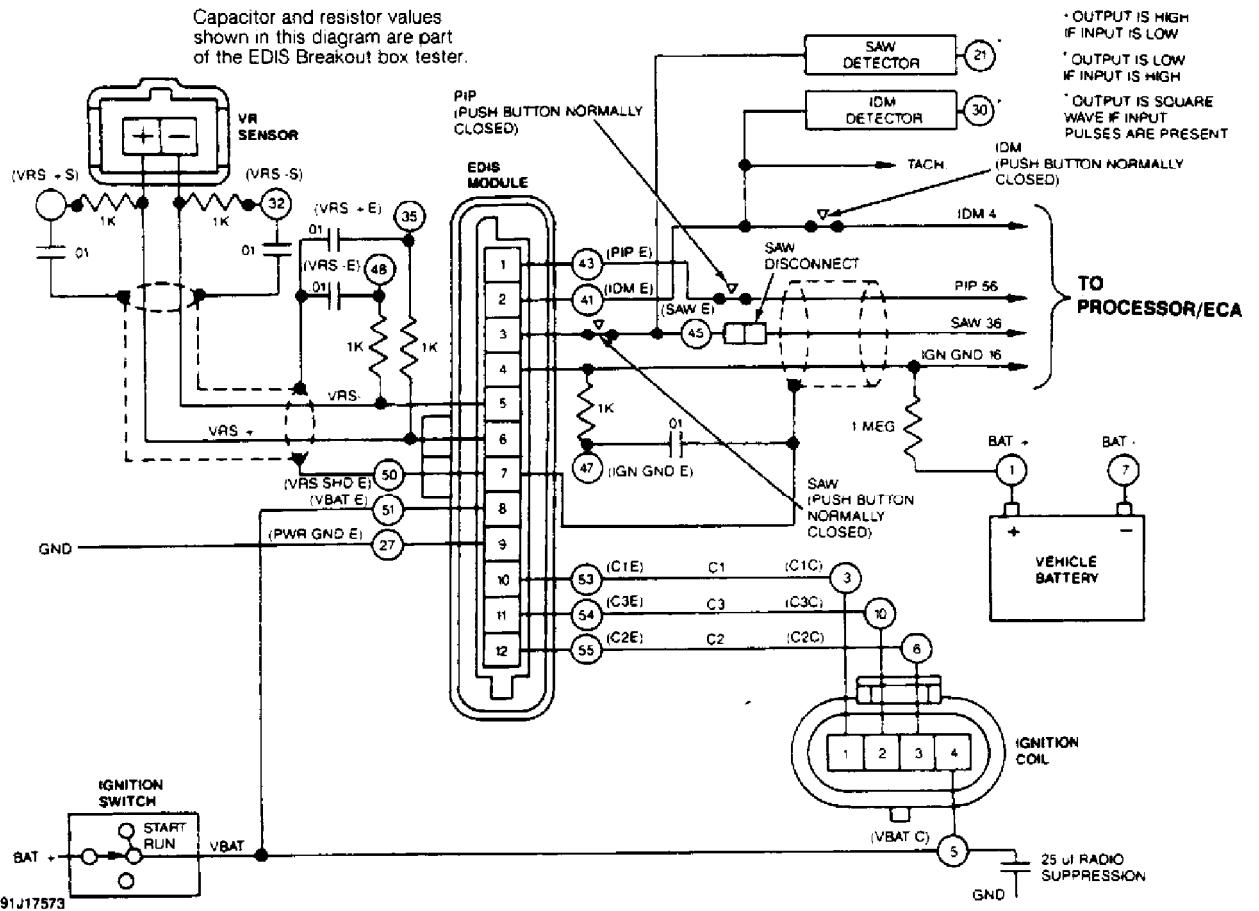 Capacitor and resistor values
shown in this diagram are part
of the EDIS Breakout box tester.
* OUTPUT IS HIGH
IF INPUT IS LOW
* OUTPUT IS LOW
IF INPUT IS HIGH
* OUTPUT IS SQUARE
WAVE IF INPUT
PULSES ARE PRESENT
SAW
DETECTOR
21 *
IDM
DETECTOR
30 *
VR
SENSOR
+ −
PIP
(PUSH BUTTON NORMALLY
CLOSED)
TACH.
IDM
(PUSH BUTTON NORMALLY
CLOSED)
(VRS + S)
(VRS -S)
32
1K
1K
.01
.01
EDIS
MODULE
(VRS + E)
35
.01
(VRS -E)
48
.01
1K
1K
IDM 4
SAW
DISCONNECT
1
43
(PIP E)
PIP 56
2
41
(IDM E)
3
(SAW E)
45
SAW 36
4
IGN GND 16
TO
PROCESSOR/ECA
VRS-
5
VRS +
6
1K
.01
47
(IGN GND E)
1 MEG
BAT +
1
BAT -
7
+
−
VEHICLE
BATTERY
(VRS SHD E)
50
7
(VBAT E)
51
8
SAW
(PUSH BUTTON
NORMALLY
CLOSED)
GND
(PWR GND E)
27
9
10
53
(C1E)
C1
(C1C)
3
11
54
(C3E)
C3
(C3C)
10
12
55
(C2E)
C2
(C2C)
6
1 2 3 4
IGNITION
COIL
IGNITION
SWITCH
START
RUN
BAT +
VBAT
(VBAT C)
5
25 uf RADIO
SUPPRESSION
GND
91J17573